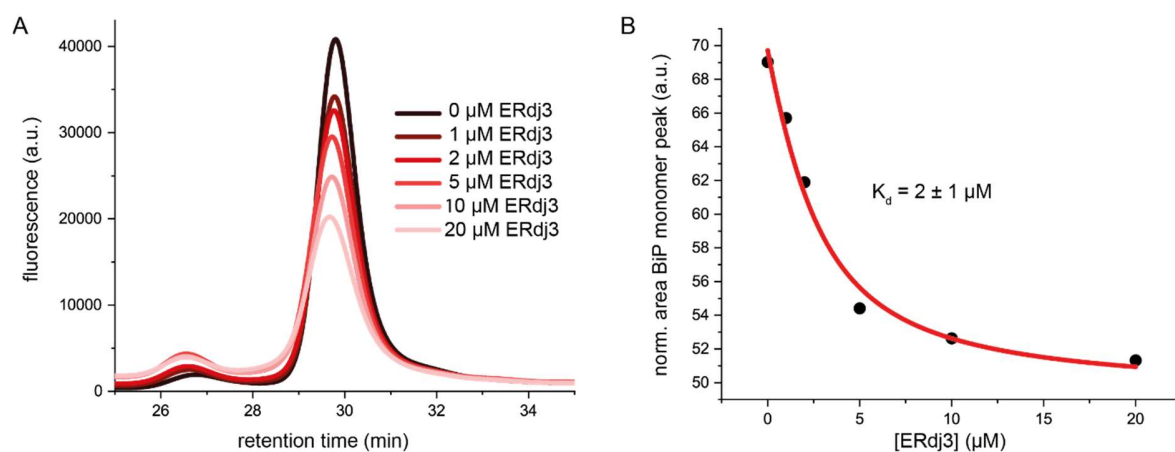 A
40000
30000
20000
10000
0
fluorescence (a.u.)
26
28
30
32
34
retention time (min)
0 µM ERdj3
1 µM ERdj3
2 µM ERdj3
5 µM ERdj3
10 µM ERdj3
20 µM ERdj3
B
70
68
66
64
62
60
58
56
54
52
50
norm. area BiP monomer peak (a.u.)
K_d = 2 ± 1 µM
0
5
10
15
20
[ERdj3] (µM)